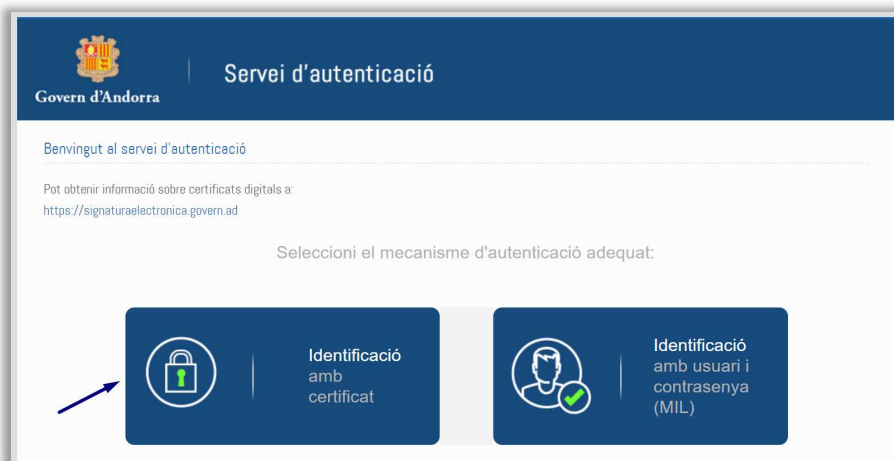 Govern d'Andorra
Servei d'autenticació
Benvingut al servei d'autenticació
Pot obtenir informació sobre certificats digitals a:
https://signaturaelectronica.govern.ad
Seleccioni el mecanisme d'autenticació adequat:
Identificació
amb
certificat
Identificació
amb usuari i
contrasenya
(MIL)